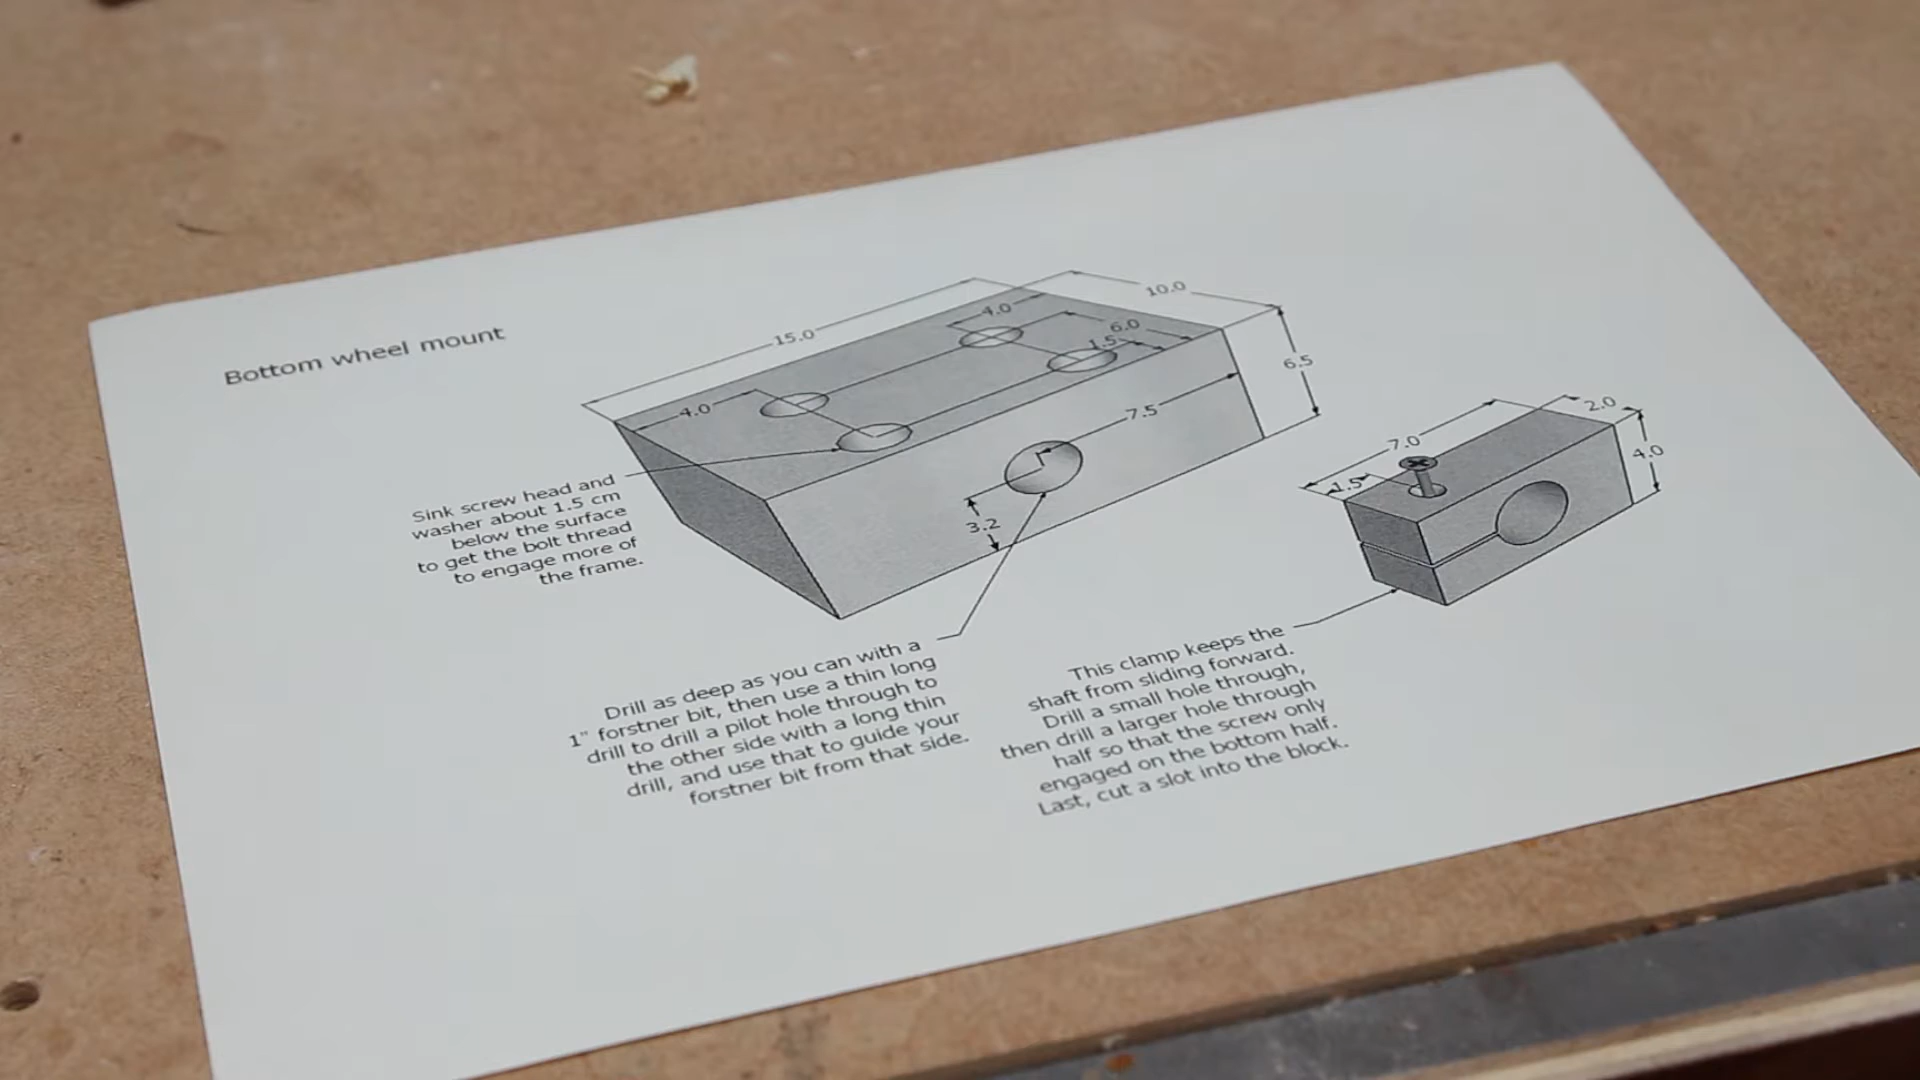 Bottom wheel mount
15.0
4.0
10.0
6.0
1.5
4.0
6.5
7.5
3.2
Sink screw head and
washer about 1.5 cm
below the surface
to get the bolt thread
to engage more of
the frame.
Drill as deep as you can with a
1" forstner bit, then use a thin long
drill to drill a pilot hole through to
the other side with a long thin
drill, and use that to guide your
forstner bit from that side.
2.0
7.0
1.5
4.0
This clamp keeps the
shaft from sliding forward.
Drill a small hole through,
then drill a larger hole through
half so that the screw only
engaged on the bottom half.
Last, cut a slot into the block.